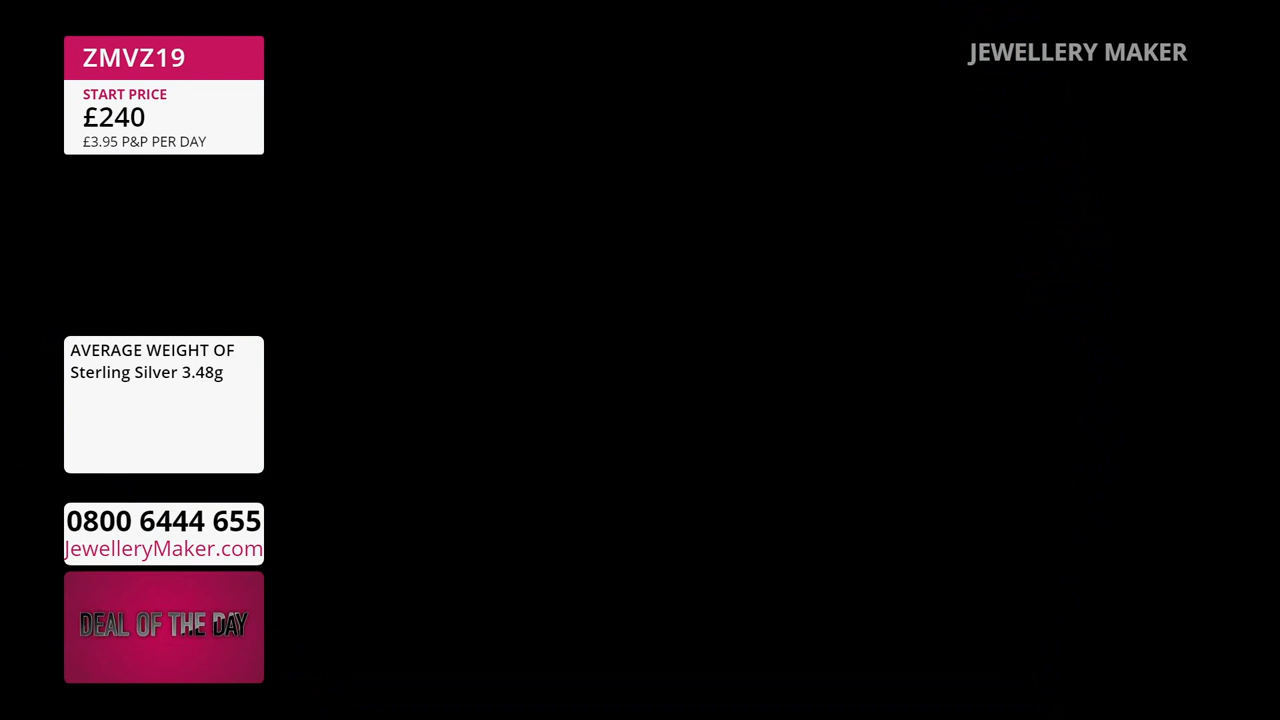 ZMVZ19
START PRICE
£240
£3.95 P&P PER DAY
JEWELLERY MAKER
AVERAGE WEIGHT OF
Sterling Silver 3.48g
0800 6444 655
JewelleryMaker.com
DEAL OF THE DAY